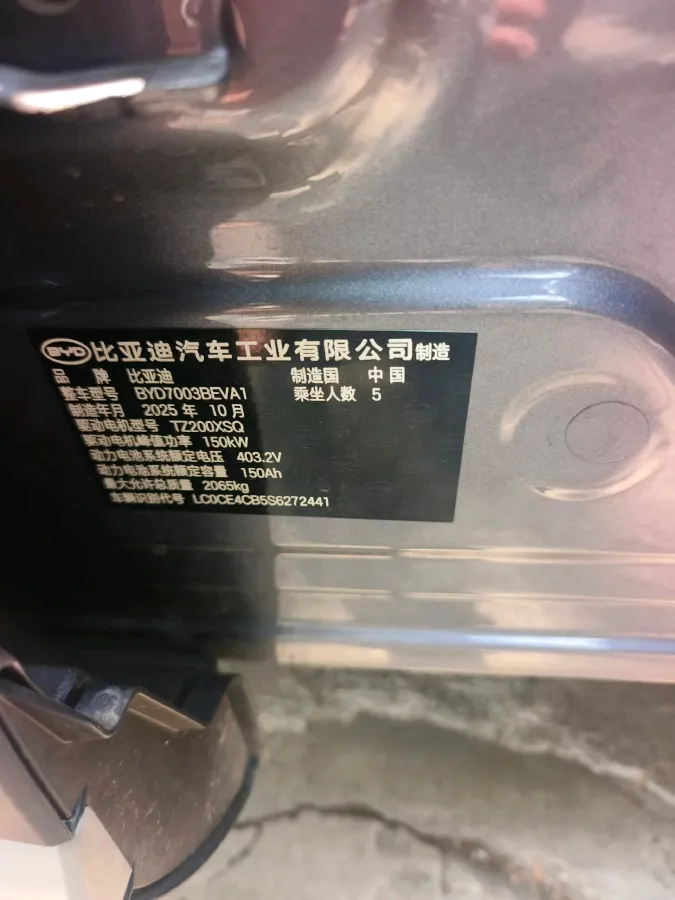 BYD 比亚迪汽车工业有限公司制造
品 牌 比亚迪 制造国 中国
整车型号 BYD7003BEVA1 乘坐人数 5
制造年月 2025 年 10 月
驱动电机型号 TZ200XSQ
驱动电机峰值功率 150kW
动力电池系统额定电压 403.2V
动力电池系统额定容量 150Ah
最大允许总质量 2065kg
车辆识别代号 LC0CE4CB5S6272441